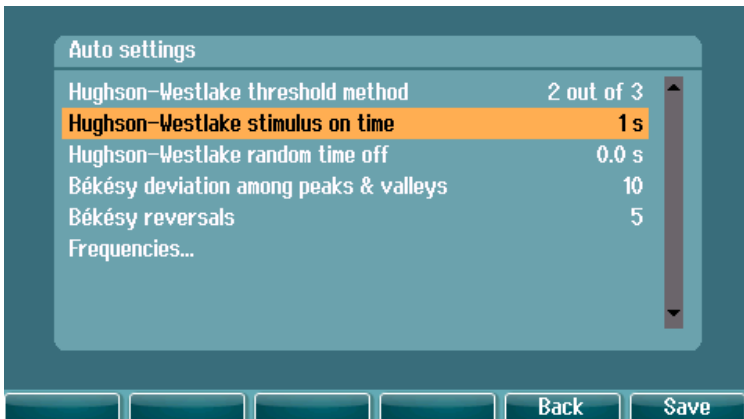 Auto settings
Hughson-Westlake threshold method 2 out of 3
Hughson-Westlake stimulus on time 1 s
Hughson-Westlake random time off 0.0 s
Békésy deviation among peaks & valleys 10
Békésy reversals 5
Frequencies...
Back Save